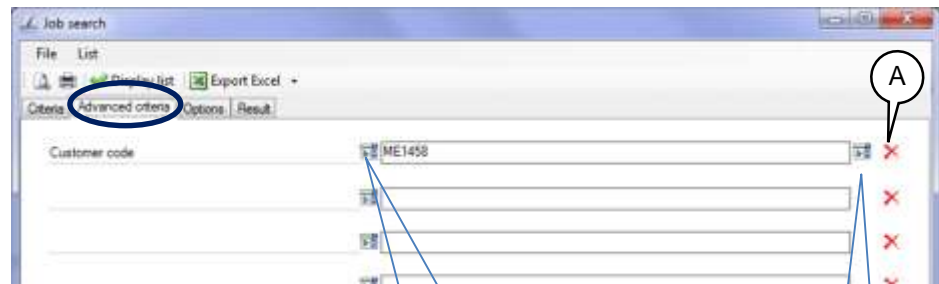 Job search
File List
Display list Export Excel
A
Criteria Advanced criteria Options Result
Customer code ME1458